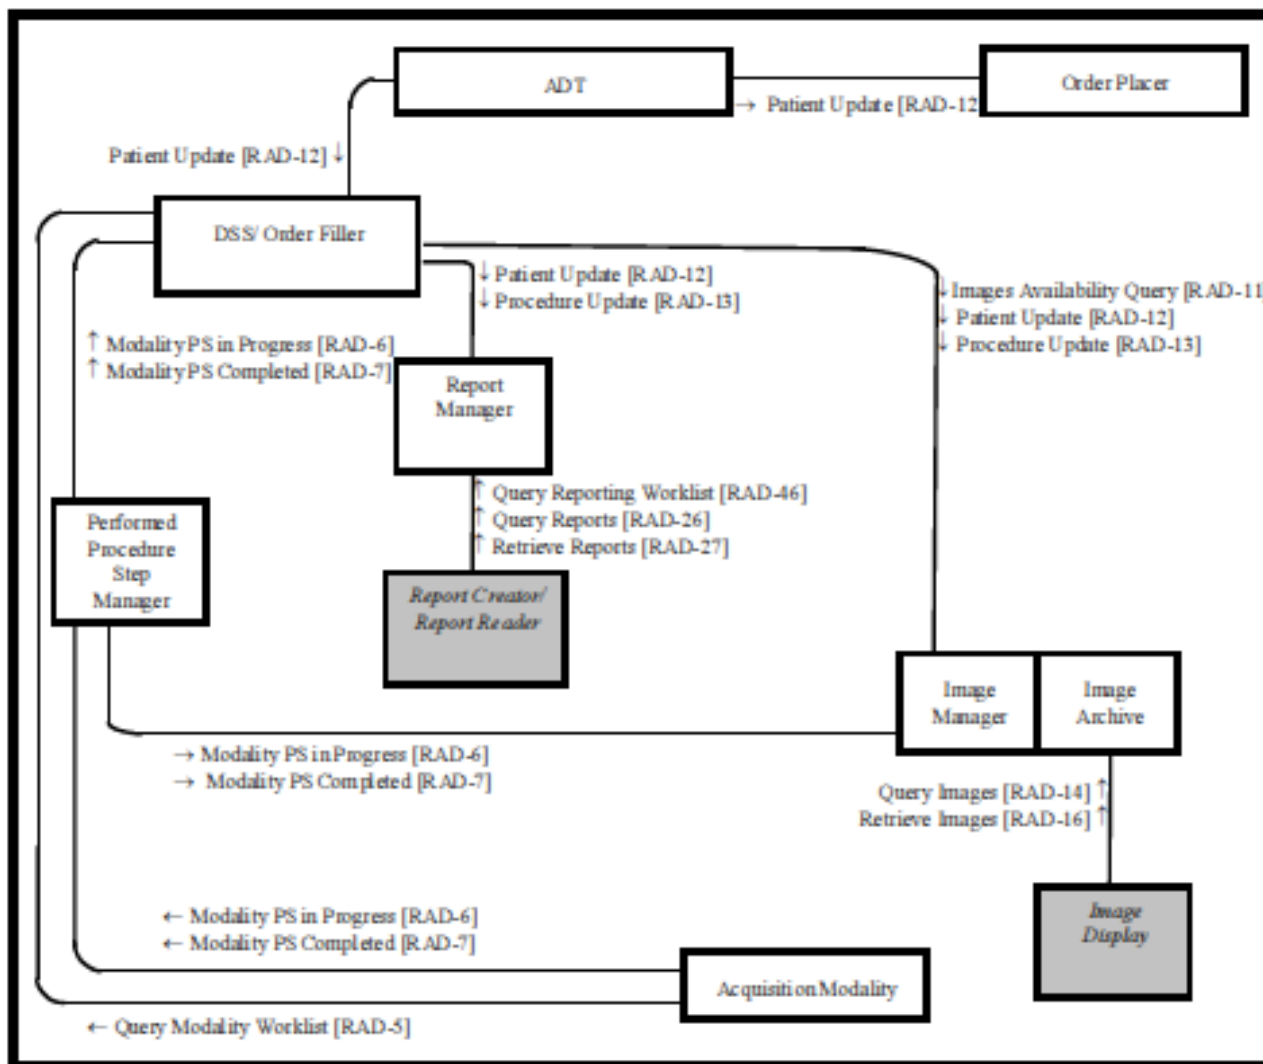 ADT
Order Placer
→ Patient Update [RAD-12
Patient Update [RAD-12] ↓
DSS/ Order Filler
↓ Patient Update [RAD-12]
↓ Procedure Update [RAD-13]
↓ Images Availability Query [RAD-11]
↓ Patient Update [RAD-12]
↓ Procedure Update [RAD-13]
↑ Modality PS in Progress [RAD-6]
↑ Modality PS Completed [RAD-7]
Report
Manager
↑ Query Reporting Worklist [RAD-46]
↑ Query Reports [RAD-26]
↑ Retrieve Reports [RAD-27]
Performed
Procedure
Step
Manager
Report Creator/
Report Reader
Image
Manager
Image
Archive
→ Modality PS in Progress [RAD-6]
→ Modality PS Completed [RAD-7]
Query Images [RAD-14] ↑
Retrieve Images [RAD-16] ↑
← Modality PS in Progress [RAD-6]
← Modality PS Completed [RAD-7]
Image
Display
Acquisition Modality
← Query Modality Worklist [RAD-5]